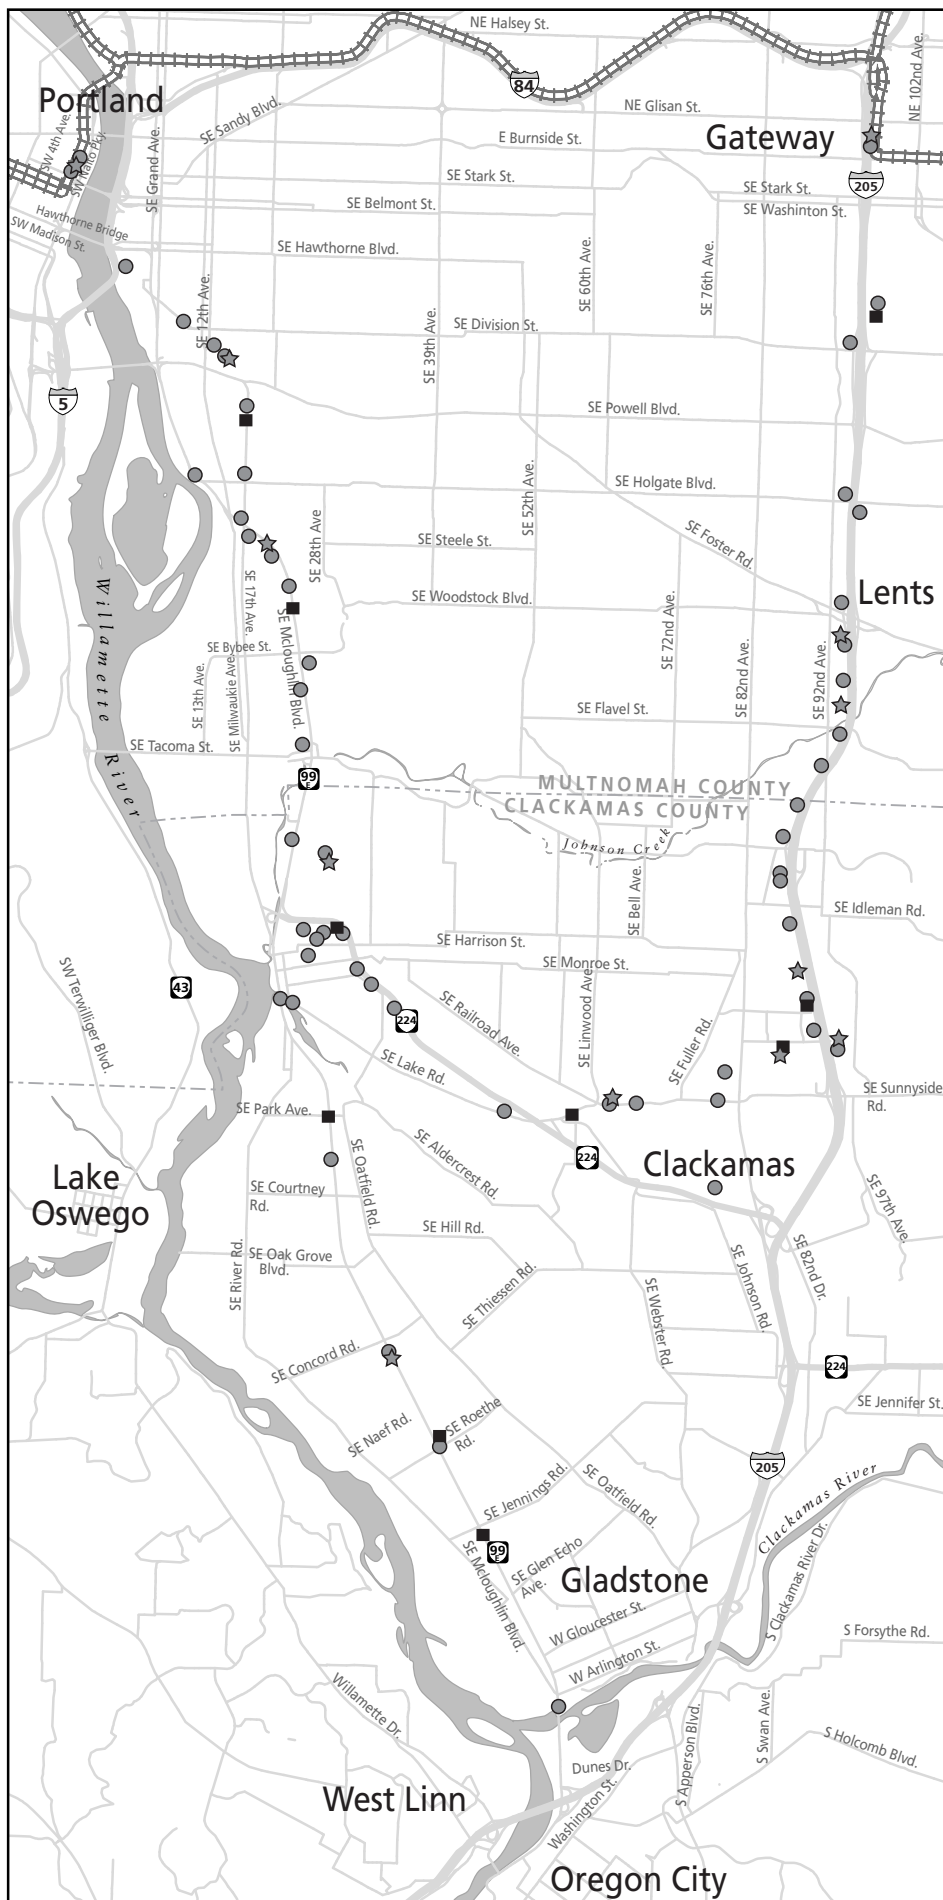 NE Halsey St.
NE 102nd Ave.
84
Portland
SE Sandy Blvd.
NE Glisan St.
Gateway
SW 4th Ave.
SW Naito Pky.
SE Grand Ave.
E Burnside St.
SE Stark St.
205
SE Stark St.
SE Belmont St.
SE Washinton St.
Hawthorne Bridge
SW Madison St.
SE Hawthorne Blvd.
SE 60th Ave.
SE 76th Ave.
SE 12th Ave.
SE Division St.
SE 39th Ave.
5
SE Powell Blvd.
SE 52th Ave.
SE Holgate Blvd.
SE 28th Ave
SE Steele St.
SE Foster Rd.
Lents
SE 17th Ave.
SE Woodstock Blvd.
SE 72nd Ave.
Willamette
River
SE Bybee St.
SE Mcloughlin Blvd.
SE 13th Ave.
SE Milwaukie Ave.
SE 82nd Ave.
SE 92nd Ave.
SE Flavel St.
SE Tacoma St.
99
E
MULTNOMAH COUNTY
CLACKAMAS COUNTY
Johnson Creek
SE Bell Ave.
SE Idleman Rd.
SE Harrison St.
SE Monroe St.
SW Terwilliger Blvd.
43
SE Linwood Ave.
SE Railroad Ave.
224
SE Fuller Rd.
SE Lake Rd.
SE Sunnyside
Rd.
SE Park Ave.
SE Aldercrest Rd.
224
Clackamas
Lake
Oswego
SE Courtney
Rd.
SE Oatfield Rd.
SE 97th Ave.
SE Hill Rd.
SE Oak Grove
Blvd.
SE River Rd.
SE Thiessen Rd.
SE Webster Rd.
SE Johnson Rd.
SE 82nd Dr.
SE Concord Rd.
224
SE Jennifer St.
SE Naef Rd.
SE Roethe
Rd.
205
SE Jennings Rd.
SE Oatfield Rd.
Clackamas River
99
E
SE Mcloughlin Blvd.
SE Glen Echo
Ave.
Gladstone
S Clackamas River Dr.
W Gloucester St.
S Forsythe Rd.
W Arlington St.
Willamette Dr.
S Apperson Blvd.
S Swan Ave.
S Holcomb Blvd.
Dunes Dr.
West Linn
Washington St.
Oregon City